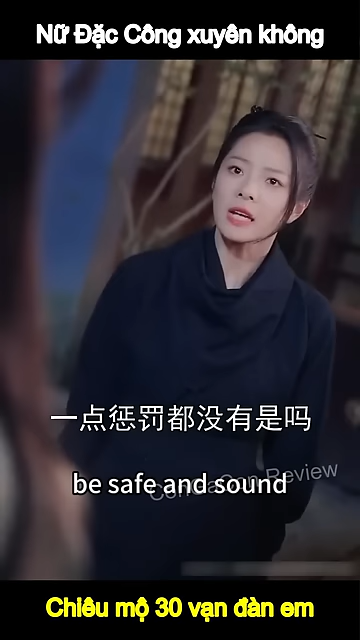 Nữ Đặc Công xuyên không
一点惩罚都没有是吗
be safe and sound
Review
Chiêu mộ 30 vạn đàn em